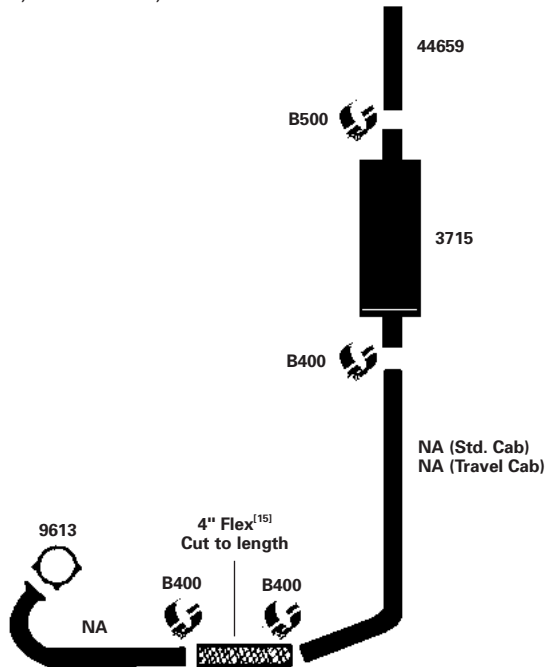 44659
B500
3715
B400
NA (Std. Cab)
NA (Travel Cab)
9613
4" Flex[15]
Cut to length
B400
B400
NA